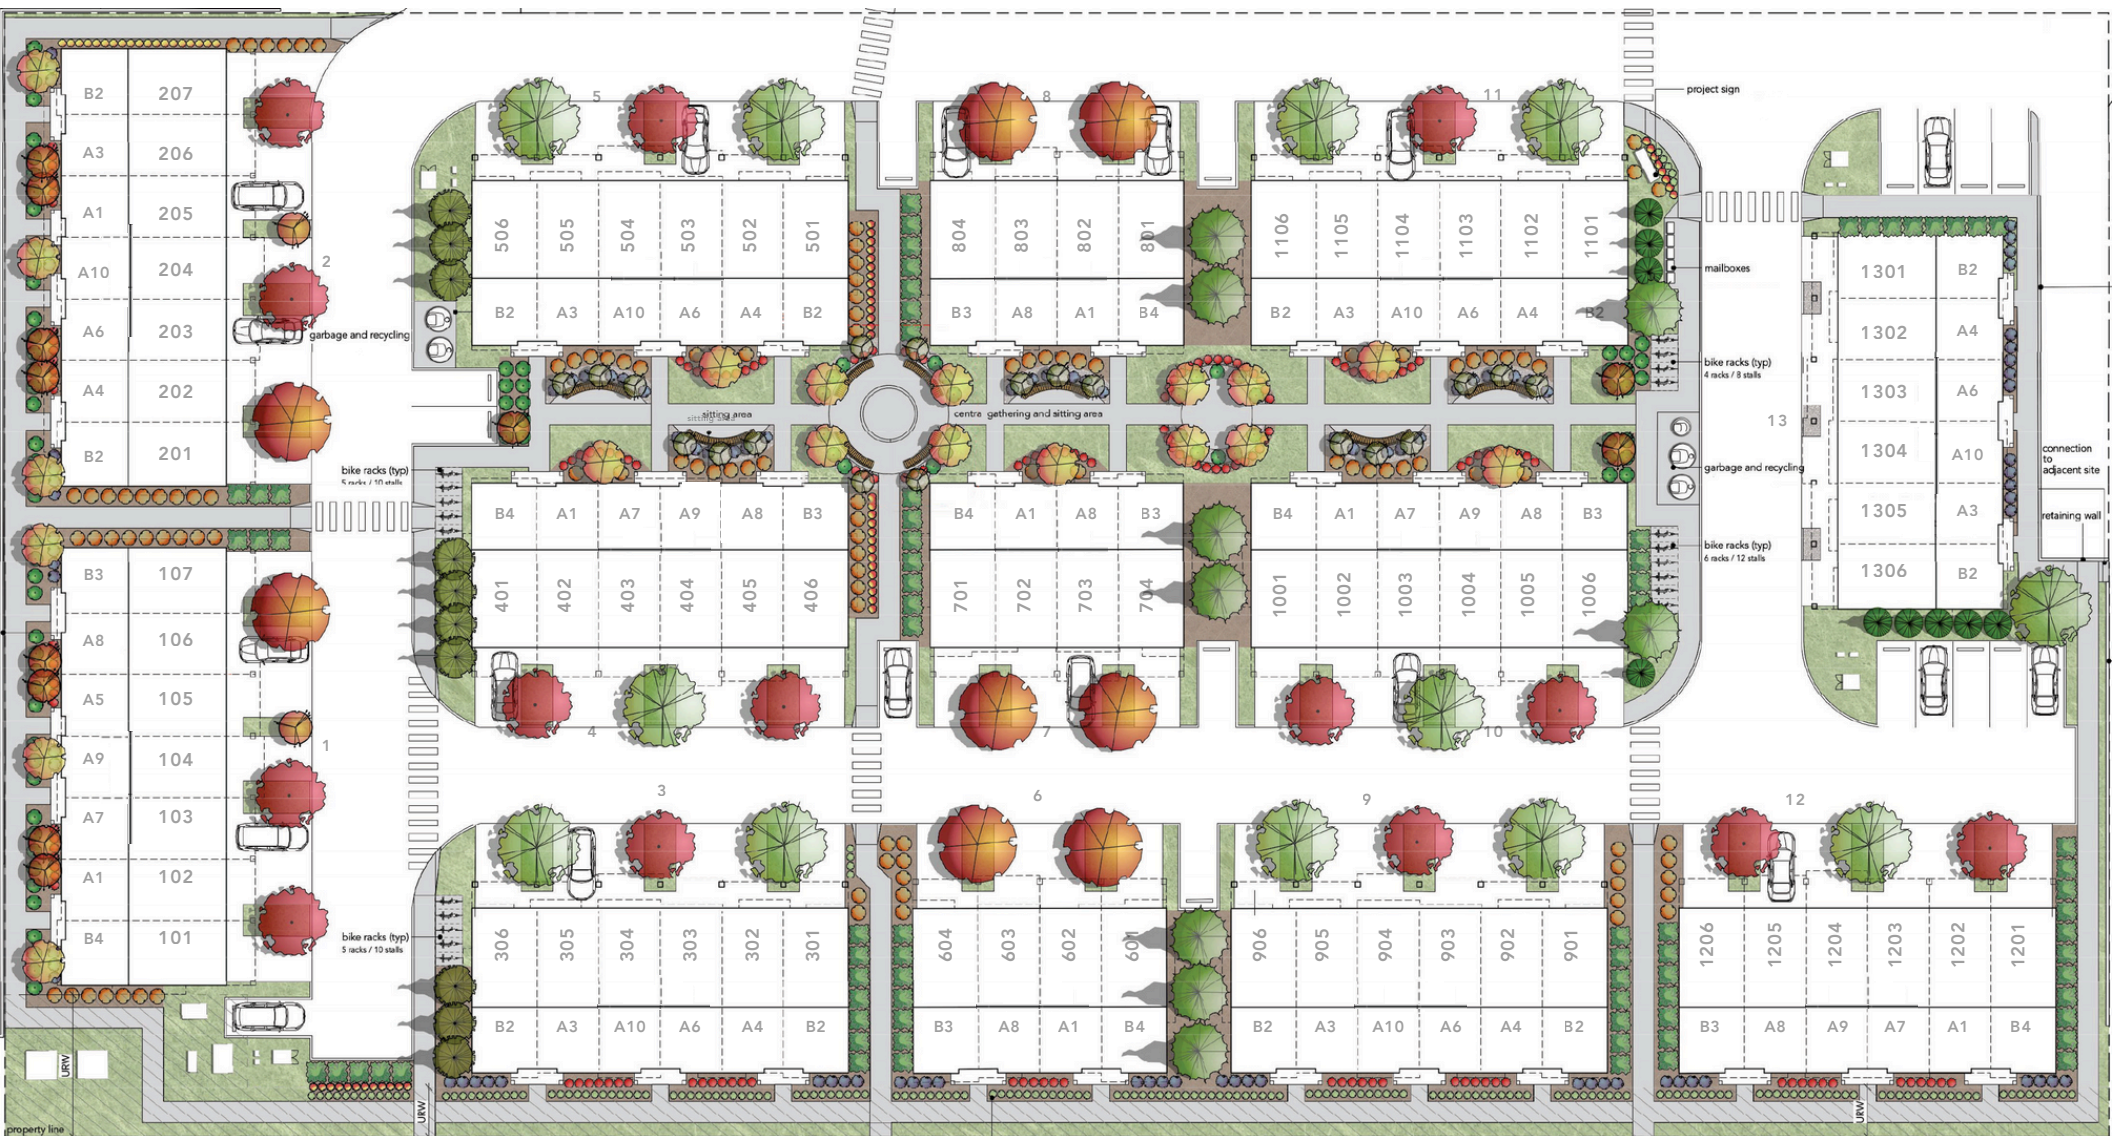 project sign
5
8
11
B2 207
A3 206
A1 205
A10 204
A6 203
A4 202
B2 201
2
506 505 504 503 502 501
B2 A3 A10 A6 A4 B2
804 803 802 801
B3 A8 A1 B4
1106 1105 1104 1103 1102 1101
B2 A3 A10 A6 A4 B2
mailboxes
1301 B2
1302 A4
1303 A6
1304 A10
1305 A3
1306 B2
13
garbage and recycling
bike racks (typ)
4 racks / 8 stalls
sitting area
sitting area
centra gathering and sitting area
garbage and recycling
connection
to
adjacent site
retaining wall
bike racks (typ)
5 racks / 10 stalls
bike racks (typ)
6 racks / 12 stalls
B4 A1 A7 A9 A8 B3
401 402 403 404 405 406
B4 A1 A8 B3
701 702 703 704
B4 A1 A7 A9 A8 B3
1001 1002 1003 1004 1005 1006
B3 107
A8 106
A5 105
A9 104
A7 103
A1 102
B4 101
1
4
7
10
3
6
9
12
bike racks (typ)
5 racks / 10 stalls
306 305 304 303 302 301
B2 A3 A10 A6 A4 B2
604 603 602 601
B3 A8 A1 B4
906 905 904 903 902 901
B2 A3 A10 A6 A4 B2
1206 1205 1204 1203 1202 1201
B3 A8 A9 A7 A1 B4
URW
URW
URW
property line